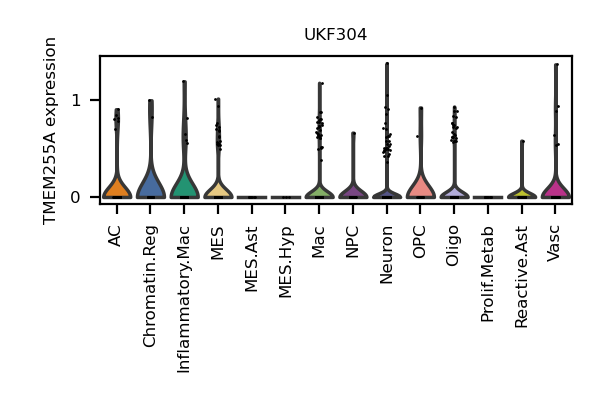 UKF304
TMEM255A expression
1
0
AC
Chromatin.Reg
Inflammatory.Mac
MES
MES.Ast
MES.Hyp
Mac
NPC
Neuron
OPC
Oligo
Prolif.Metab
Reactive.Ast
Vasc